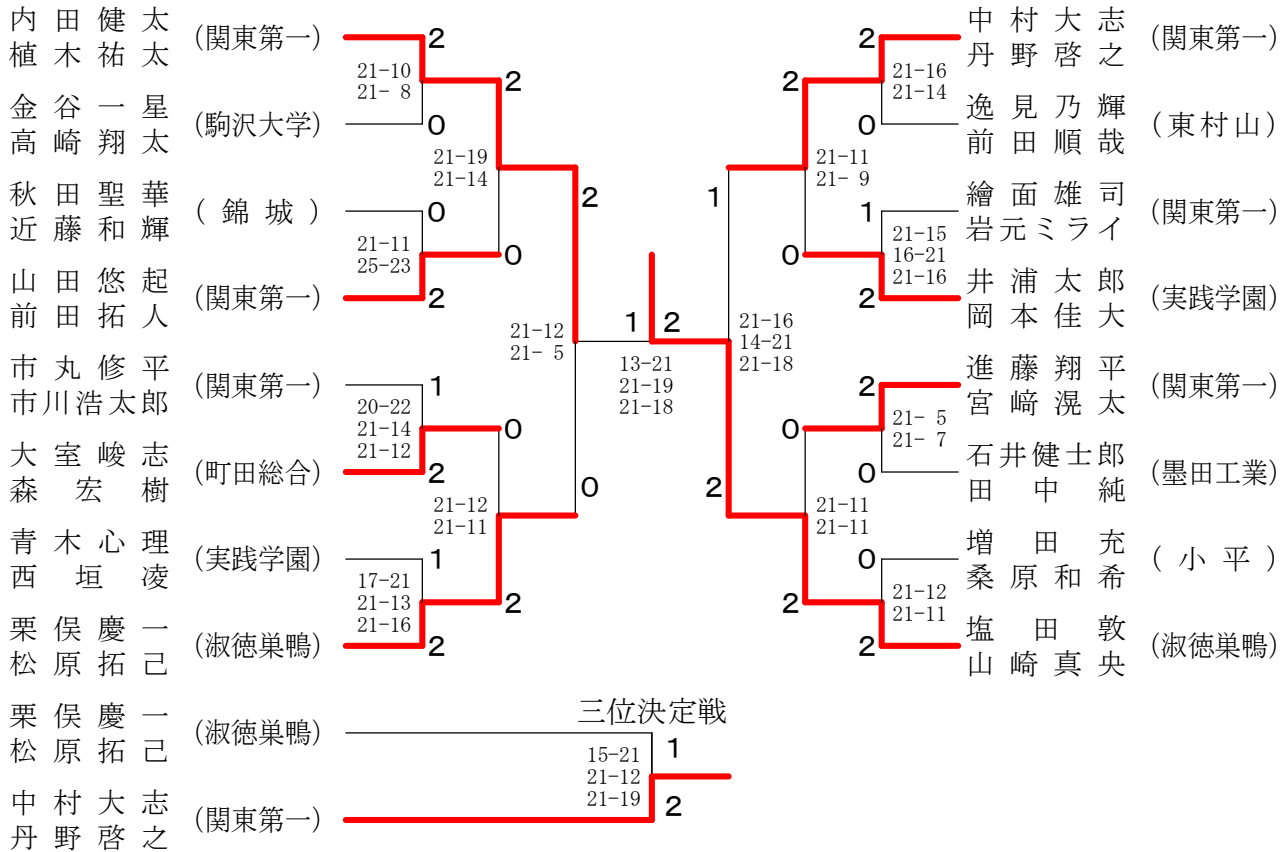 内田健太
植木祐太
(関東第一)
2
21-10
21- 8
金谷一星
高崎翔太
(駒沢大学)
0
2
21-19
21-14
秋田聖華
近藤和輝
(錦城)
0
21-11
25-23
山田悠起
前田拓人
(関東第一)
2
0
2
21-12
21- 5
市丸修平
市川浩太郎
(関東第一)
1
20-22
21-14
21-12
大室峻志
森宏樹
(町田総合)
2
0
21-12
21-11
青木心理
西垣凌
(実践学園)
1
17-21
21-13
21-16
栗俣慶一
松原拓己
(淑徳巣鴨)
2
2
0
1
2
13-21
21-19
21-18
中村大志
丹野啓之
(関東第一)
2
21-16
21-14
逸見乃輝
前田順哉
(東村山)
0
2
21-11
21- 9
繪面雄司
岩元ミライ
(関東第一)
1
21-15
16-21
21-16
井浦太郎
岡本佳大
(実践学園)
2
0
1
21-16
14-21
21-18
進藤翔平
宮﨑滉太
(関東第一)
2
21- 5
21- 7
石井健士郎
田中純
(墨田工業)
0
0
21-11
21-11
増田充
桑原和希
(小平)
0
21-12
21-11
塩田敦
山崎真央
(淑徳巣鴨)
2
2
2
三位決定戦
栗俣慶一
松原拓己
(淑徳巣鴨)
1
15-21
21-12
21-19
中村大志
丹野啓之
(関東第一)
2